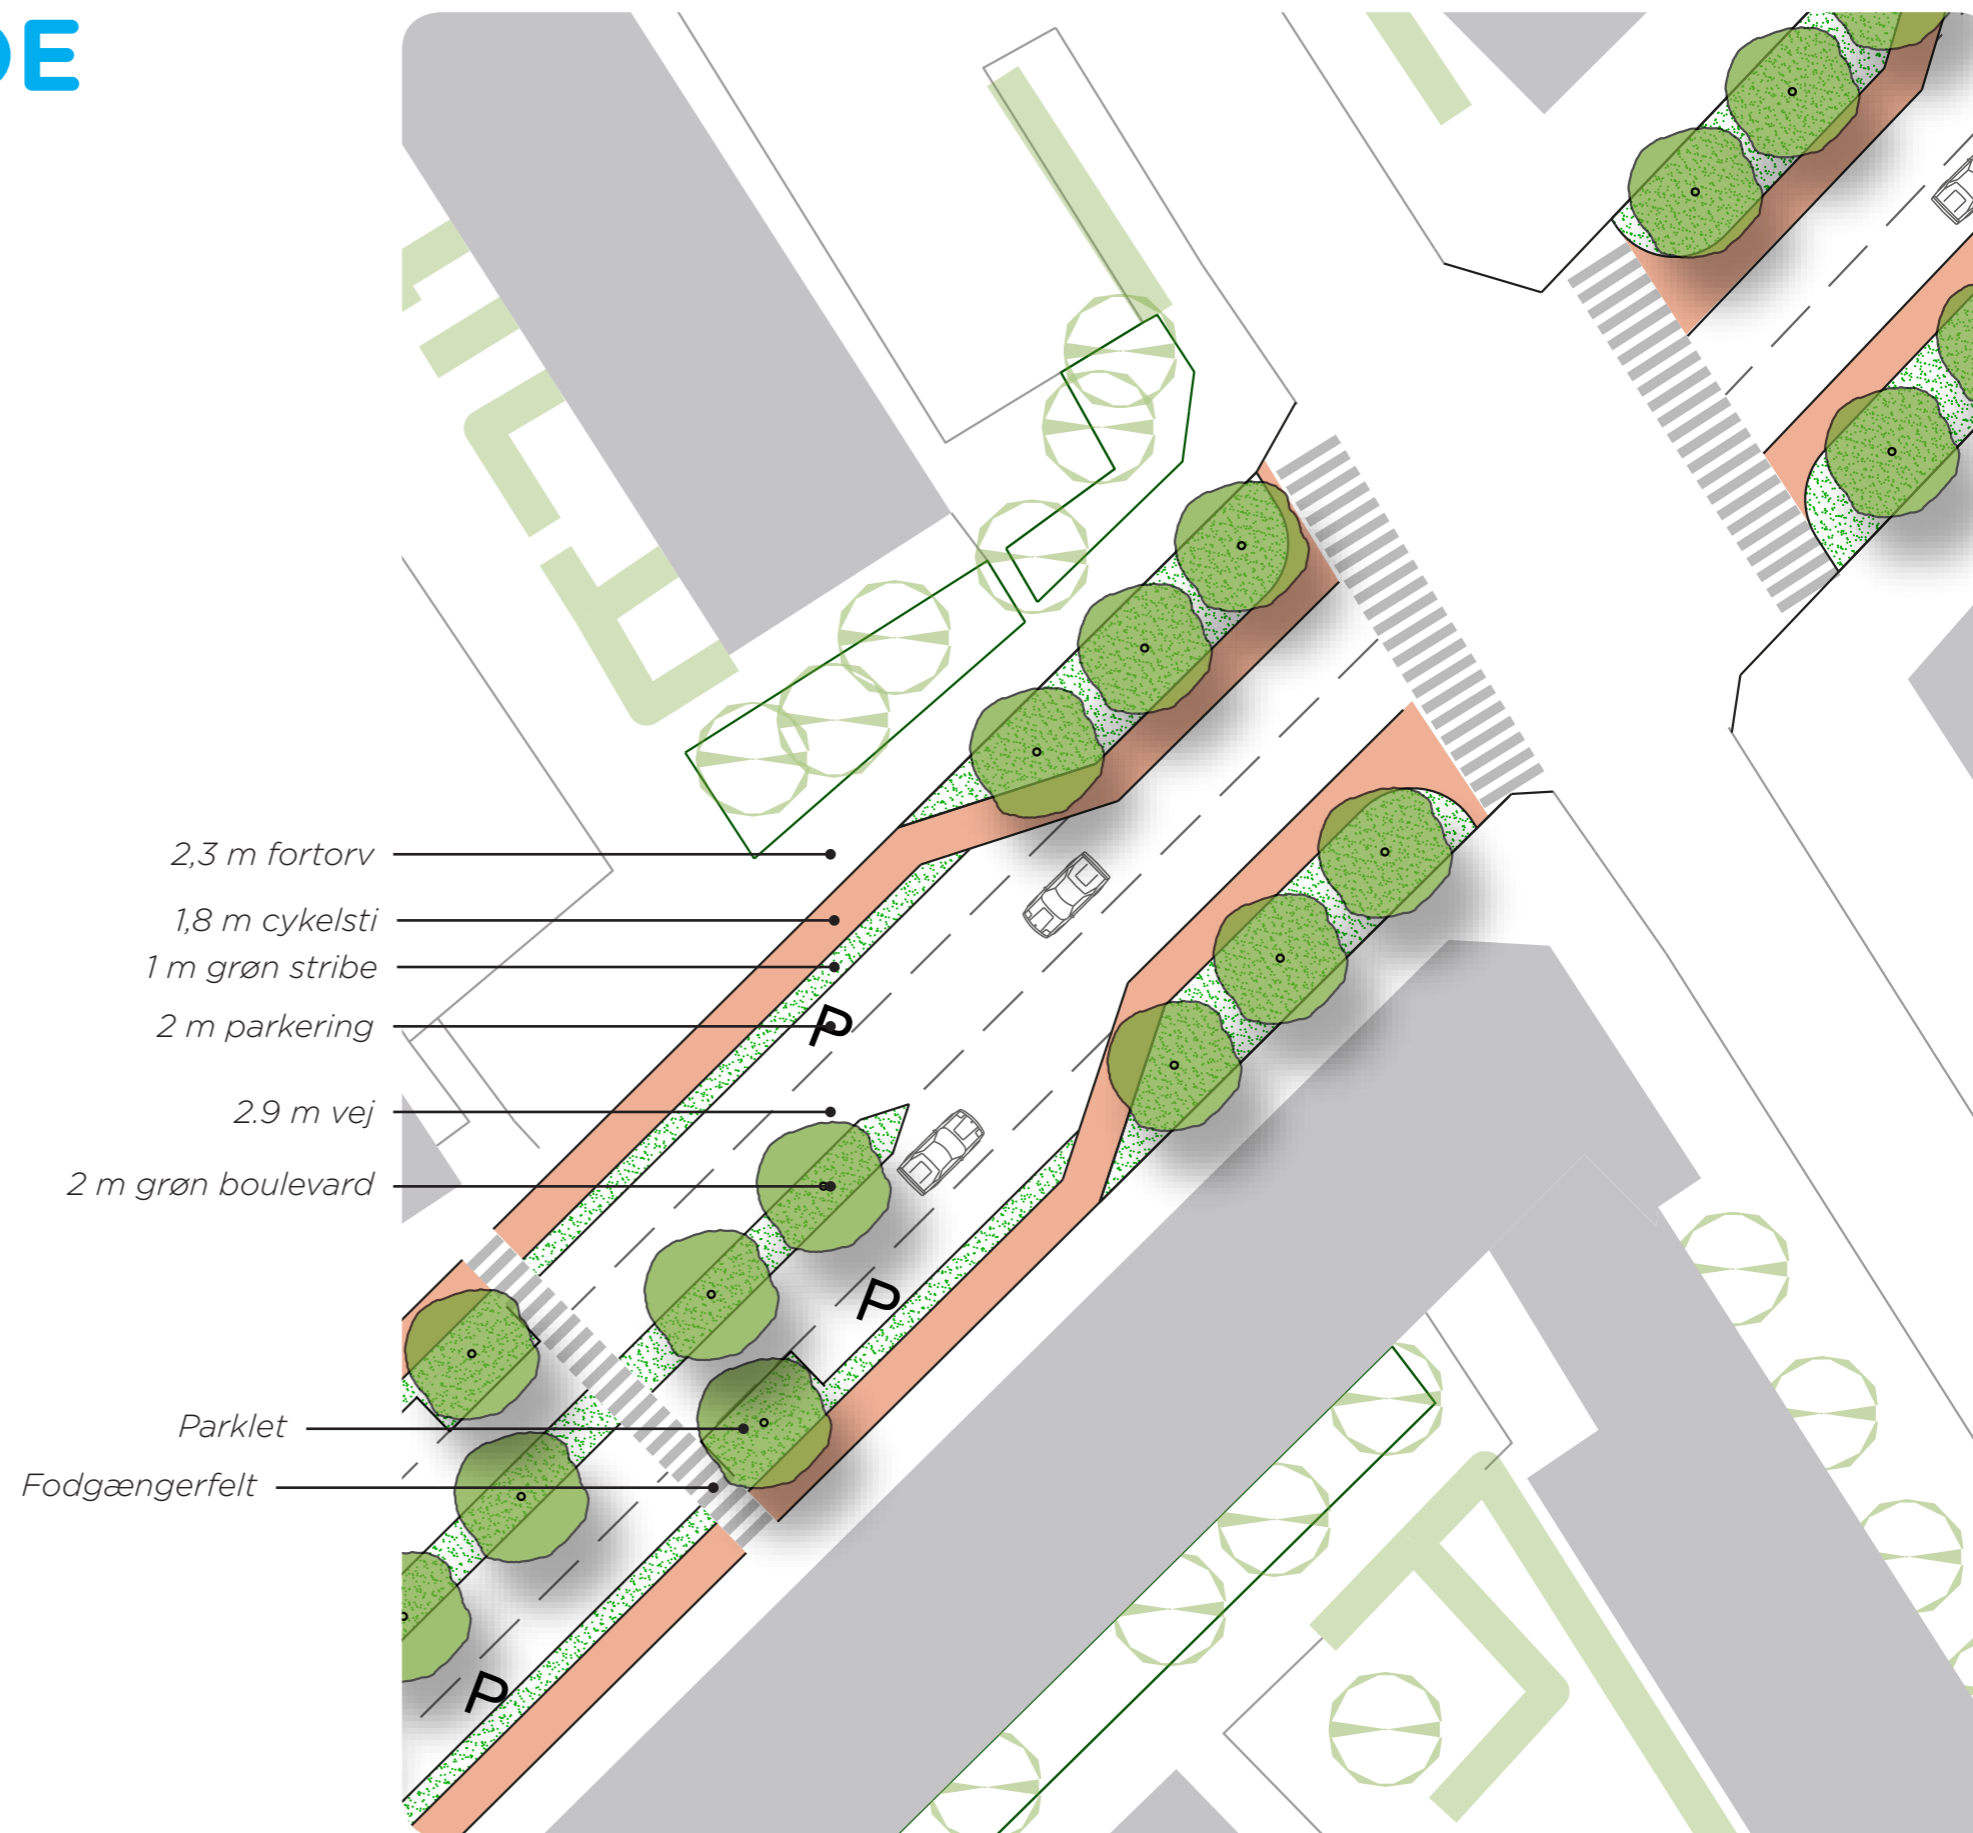 DE
2,3 m fortorv
1,8 m cykelsti
1 m grøn stribe
2 m parkering
P
2.9 m vej
2 m grøn boulevard
P
Parklet
Fodgængerfelt
P